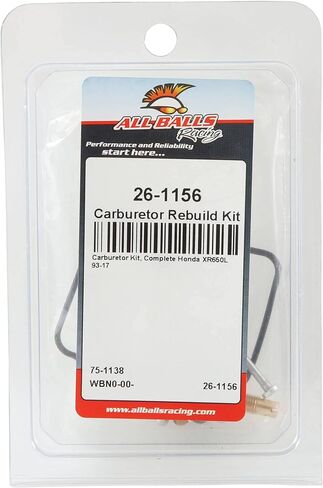 ALL BALLS
Racing
Performance and Reliability
start here...
26-1156
Carburetor Rebuild Kit
Carburetor Kit, Complete Honda XR650L
93-17
75-1138
WBN0-00-
26-1156
www.allballsracing.com